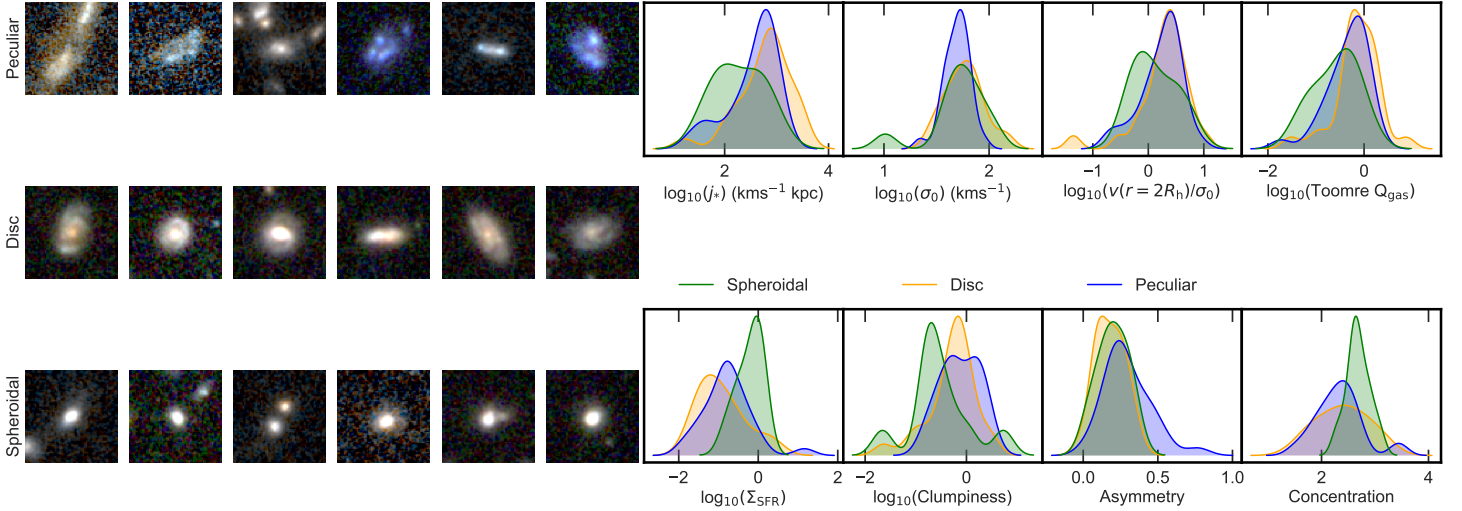 Peculiar
Disc
Spheroidal
2 4
log₁₀(j*) (kms⁻¹ kpc)
1 2
log₁₀(σ₀) (kms⁻¹)
−1 0 1
log₁₀(v(r = 2Rₕ)/σ₀)
−2 0
log₁₀(Toomre Q_gas)
Spheroidal Disc Peculiar
−2 0 2
log₁₀(Σ_SFR)
−2 0
log₁₀(Clumpiness)
0.0 0.5 1.0
Asymmetry
2 4
Concentration